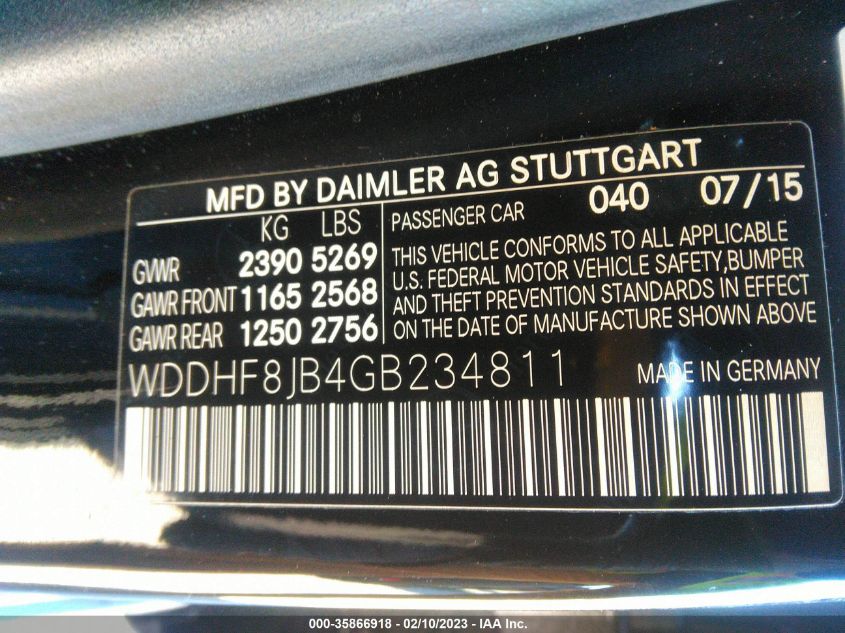 MFD BY DAIMLER AG STUTTGART
KG LBS
GVWR 2390 5269
GAWR FRONT 1165 2568
GAWR REAR 1250 2756
PASSENGER CAR 040 07/15
THIS VEHICLE CONFORMS TO ALL APPLICABLE
U.S. FEDERAL MOTOR VEHICLE SAFETY,BUMPER
AND THEFT PREVENTION STANDARDS IN EFFECT
ON THE DATE OF MANUFACTURE SHOWN ABOVE
WDDHF8JB4GB234811 MADE IN GERMANY
000-35866918 - 02/10/2023 - IAA Inc.